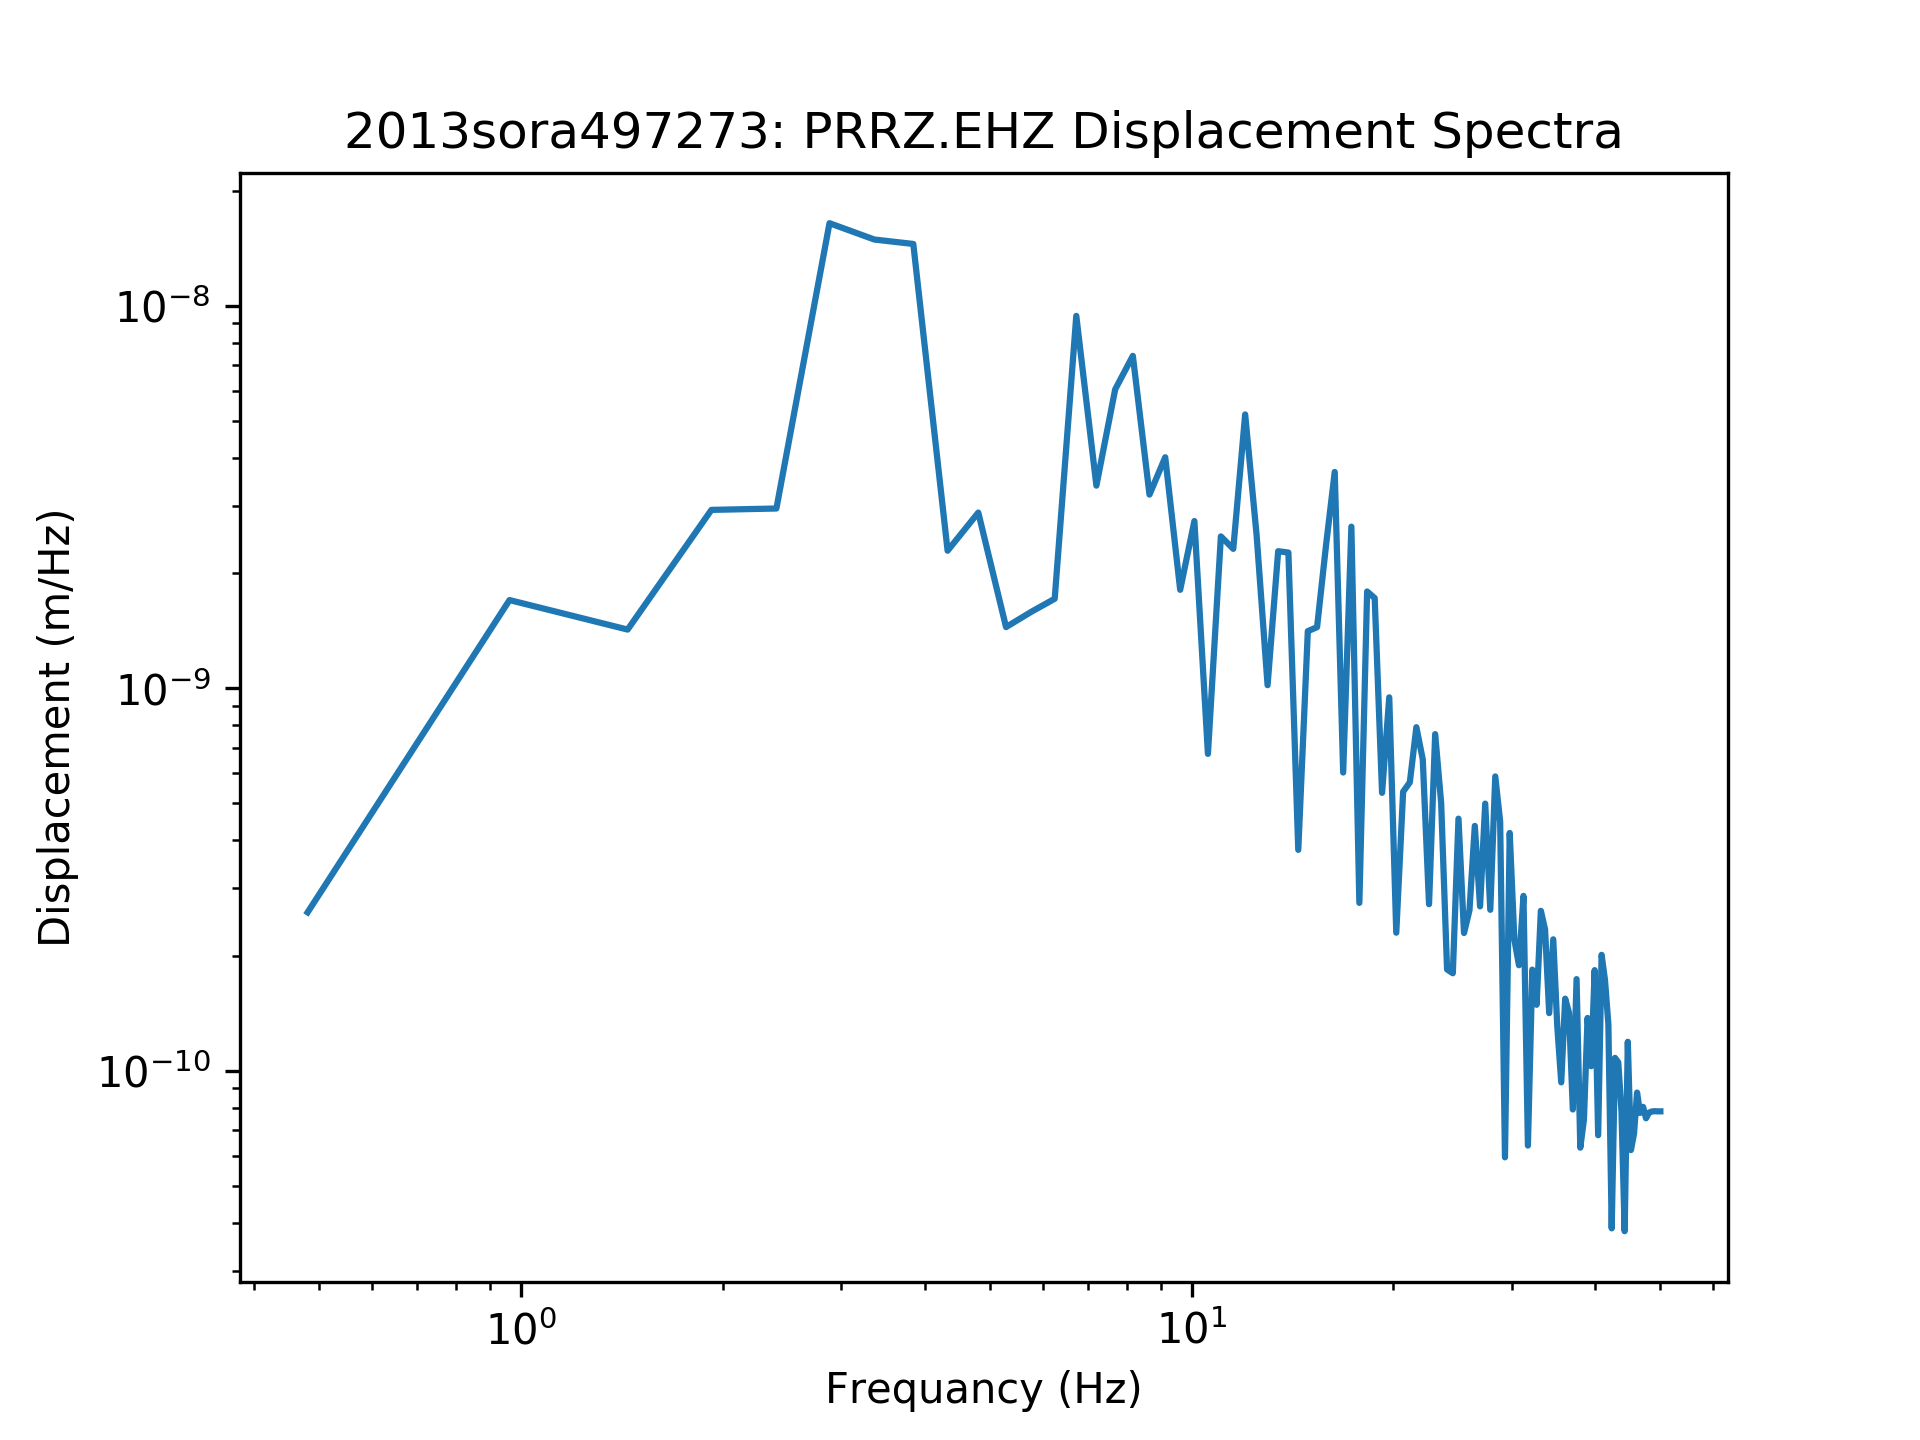 2013sora497273: PRRZ.EHZ Displacement Spectra
Displacement (m/Hz)
10⁻⁸
10⁻⁹
10⁻¹⁰
10⁰
10¹
Frequancy (Hz)